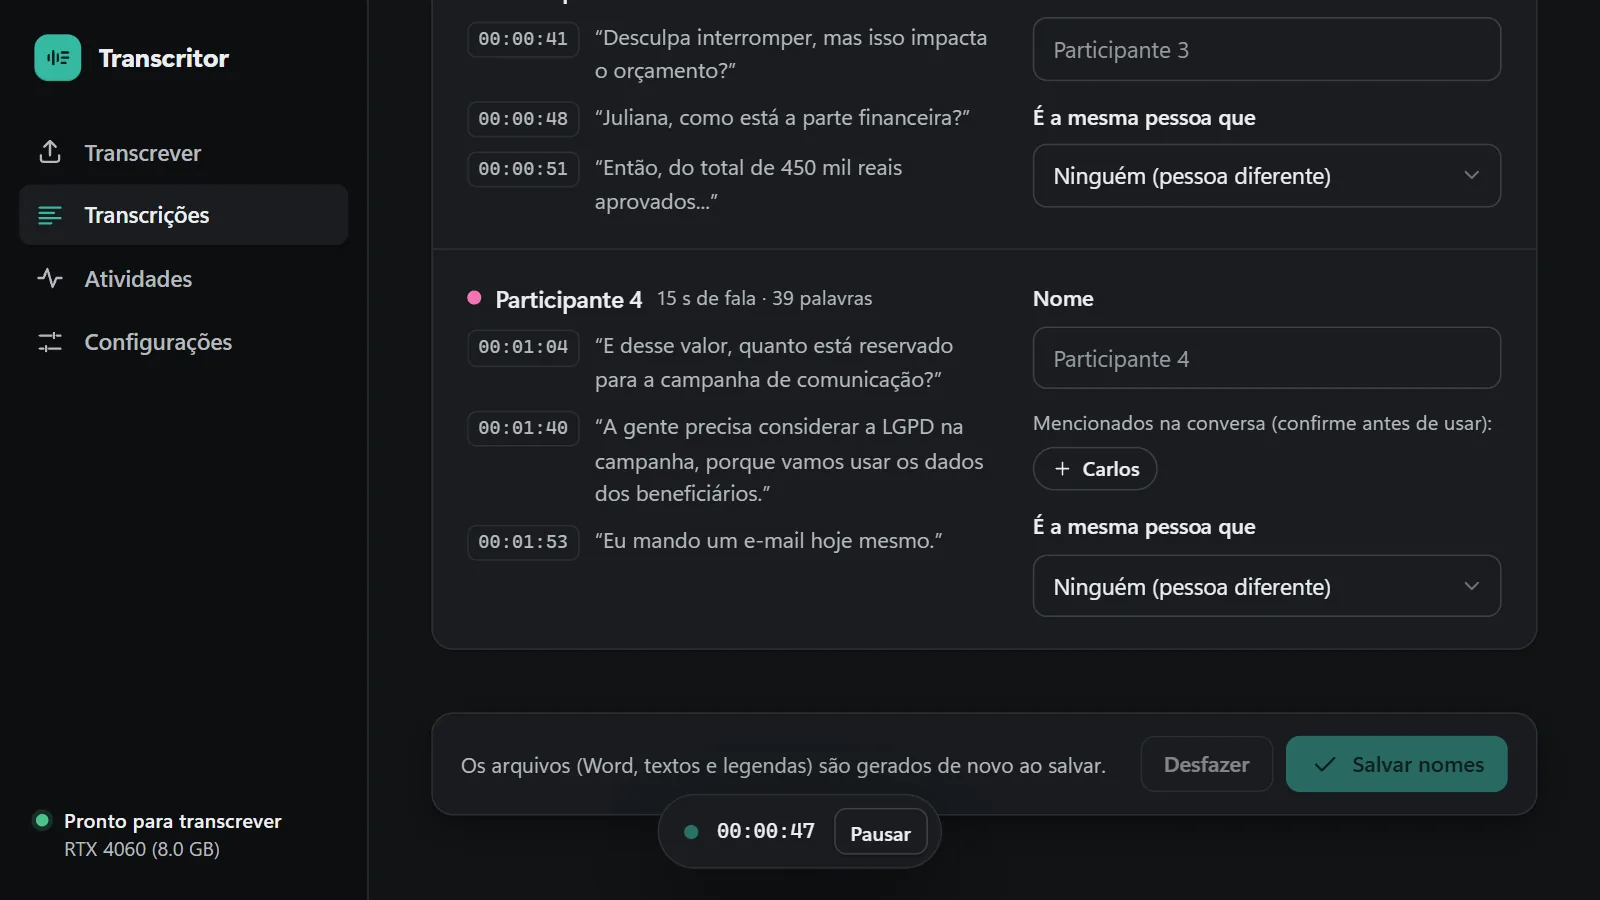 Transcritor
Transcrever
Transcrições
Atividades
Configurações
Pronto para transcrever
RTX 4060 (8.0 GB)
00:00:41 “Desculpa interromper, mas isso impacta
o orçamento?”
00:00:48 “Juliana, como está a parte financeira?”
00:00:51 “Então, do total de 450 mil reais
aprovados...”
Participante 3
É a mesma pessoa que
Ninguém (pessoa diferente)
Participante 4 15 s de fala · 39 palavras
00:01:04 “E desse valor, quanto está reservado
para a campanha de comunicação?”
00:01:40 “A gente precisa considerar a LGPD na
campanha, porque vamos usar os dados
dos beneficiários.”
00:01:53 “Eu mando um e-mail hoje mesmo.”
Nome
Participante 4
Mencionados na conversa (confirme antes de usar):
+ Carlos
É a mesma pessoa que
Ninguém (pessoa diferente)
Os arquivos (Word, textos e legendas) são gerados de novo ao salvar.
Desfazer
Salvar nomes
00:00:47 Pausar